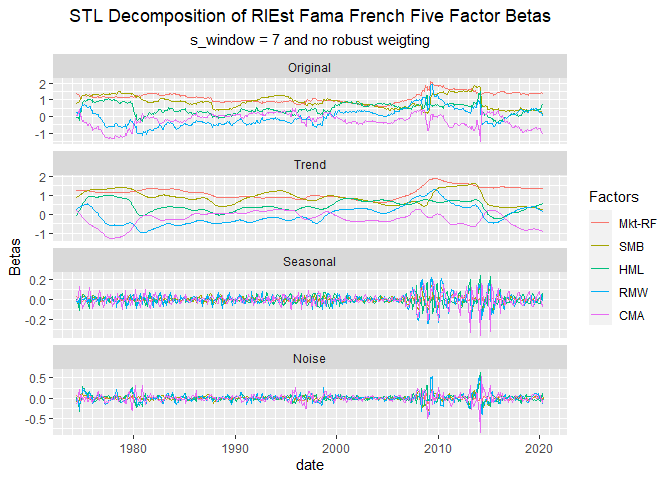 STL Decomposition of RlEst Fama French Five Factor Betas
s_window = 7 and no robust weigting
Original
2
1
0
-1
Trend
2
1
0
-1
Seasonal
0.2
0.0
-0.2
Noise
0.5
0.0
-0.5
1980
1990
2000
2010
2020
date
Betas
Factors
Mkt-RF
SMB
HML
RMW
CMA